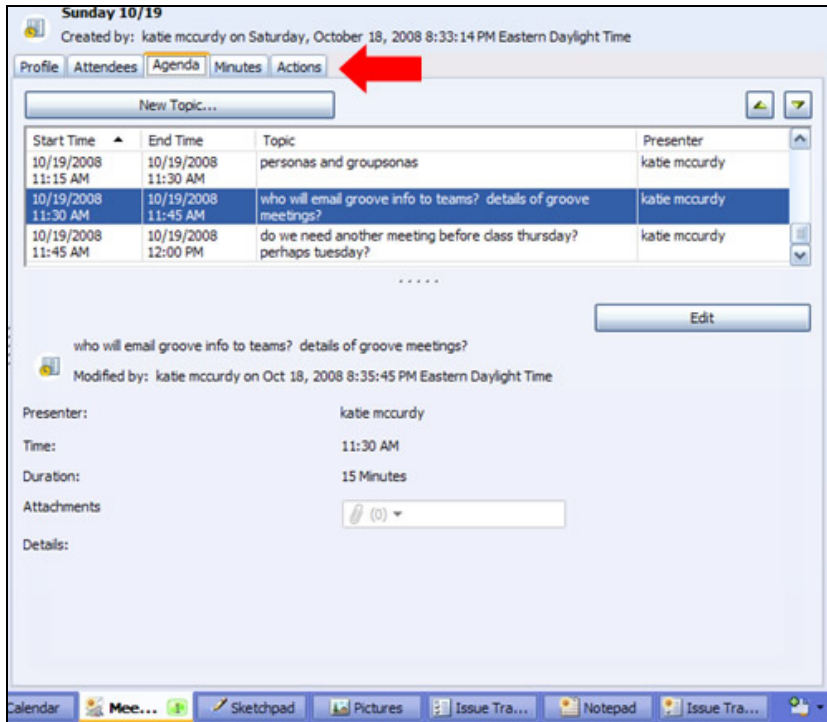 Sunday 10/19
Created by: katie mccurdy on Saturday, October 18, 2008 8:33:14 PM Eastern Daylight Time
Profile Attendees Agenda Minutes Actions
New Topic...
Start Time End Time Topic Presenter
10/19/2008 10/19/2008 personas and groupsonas katie mccurdy
11:15 AM 11:30 AM
10/19/2008 10/19/2008 who will email groove info to teams? details of groove katie mccurdy
11:30 AM 11:45 AM meetings?
10/19/2008 10/19/2008 do we need another meeting before class thursday? katie mccurdy
11:45 AM 12:00 PM perhaps tuesday?
Edit
who will email groove info to teams? details of groove meetings?
Modified by: katie mccurdy on Oct 18, 2008 8:35:45 PM Eastern Daylight Time
Presenter: katie mccurdy
Time: 11:30 AM
Duration: 15 Minutes
Attachments (0)
Details:
Calendar Mee... Sketchpad Pictures Issue Tra... Notepad Issue Tra...